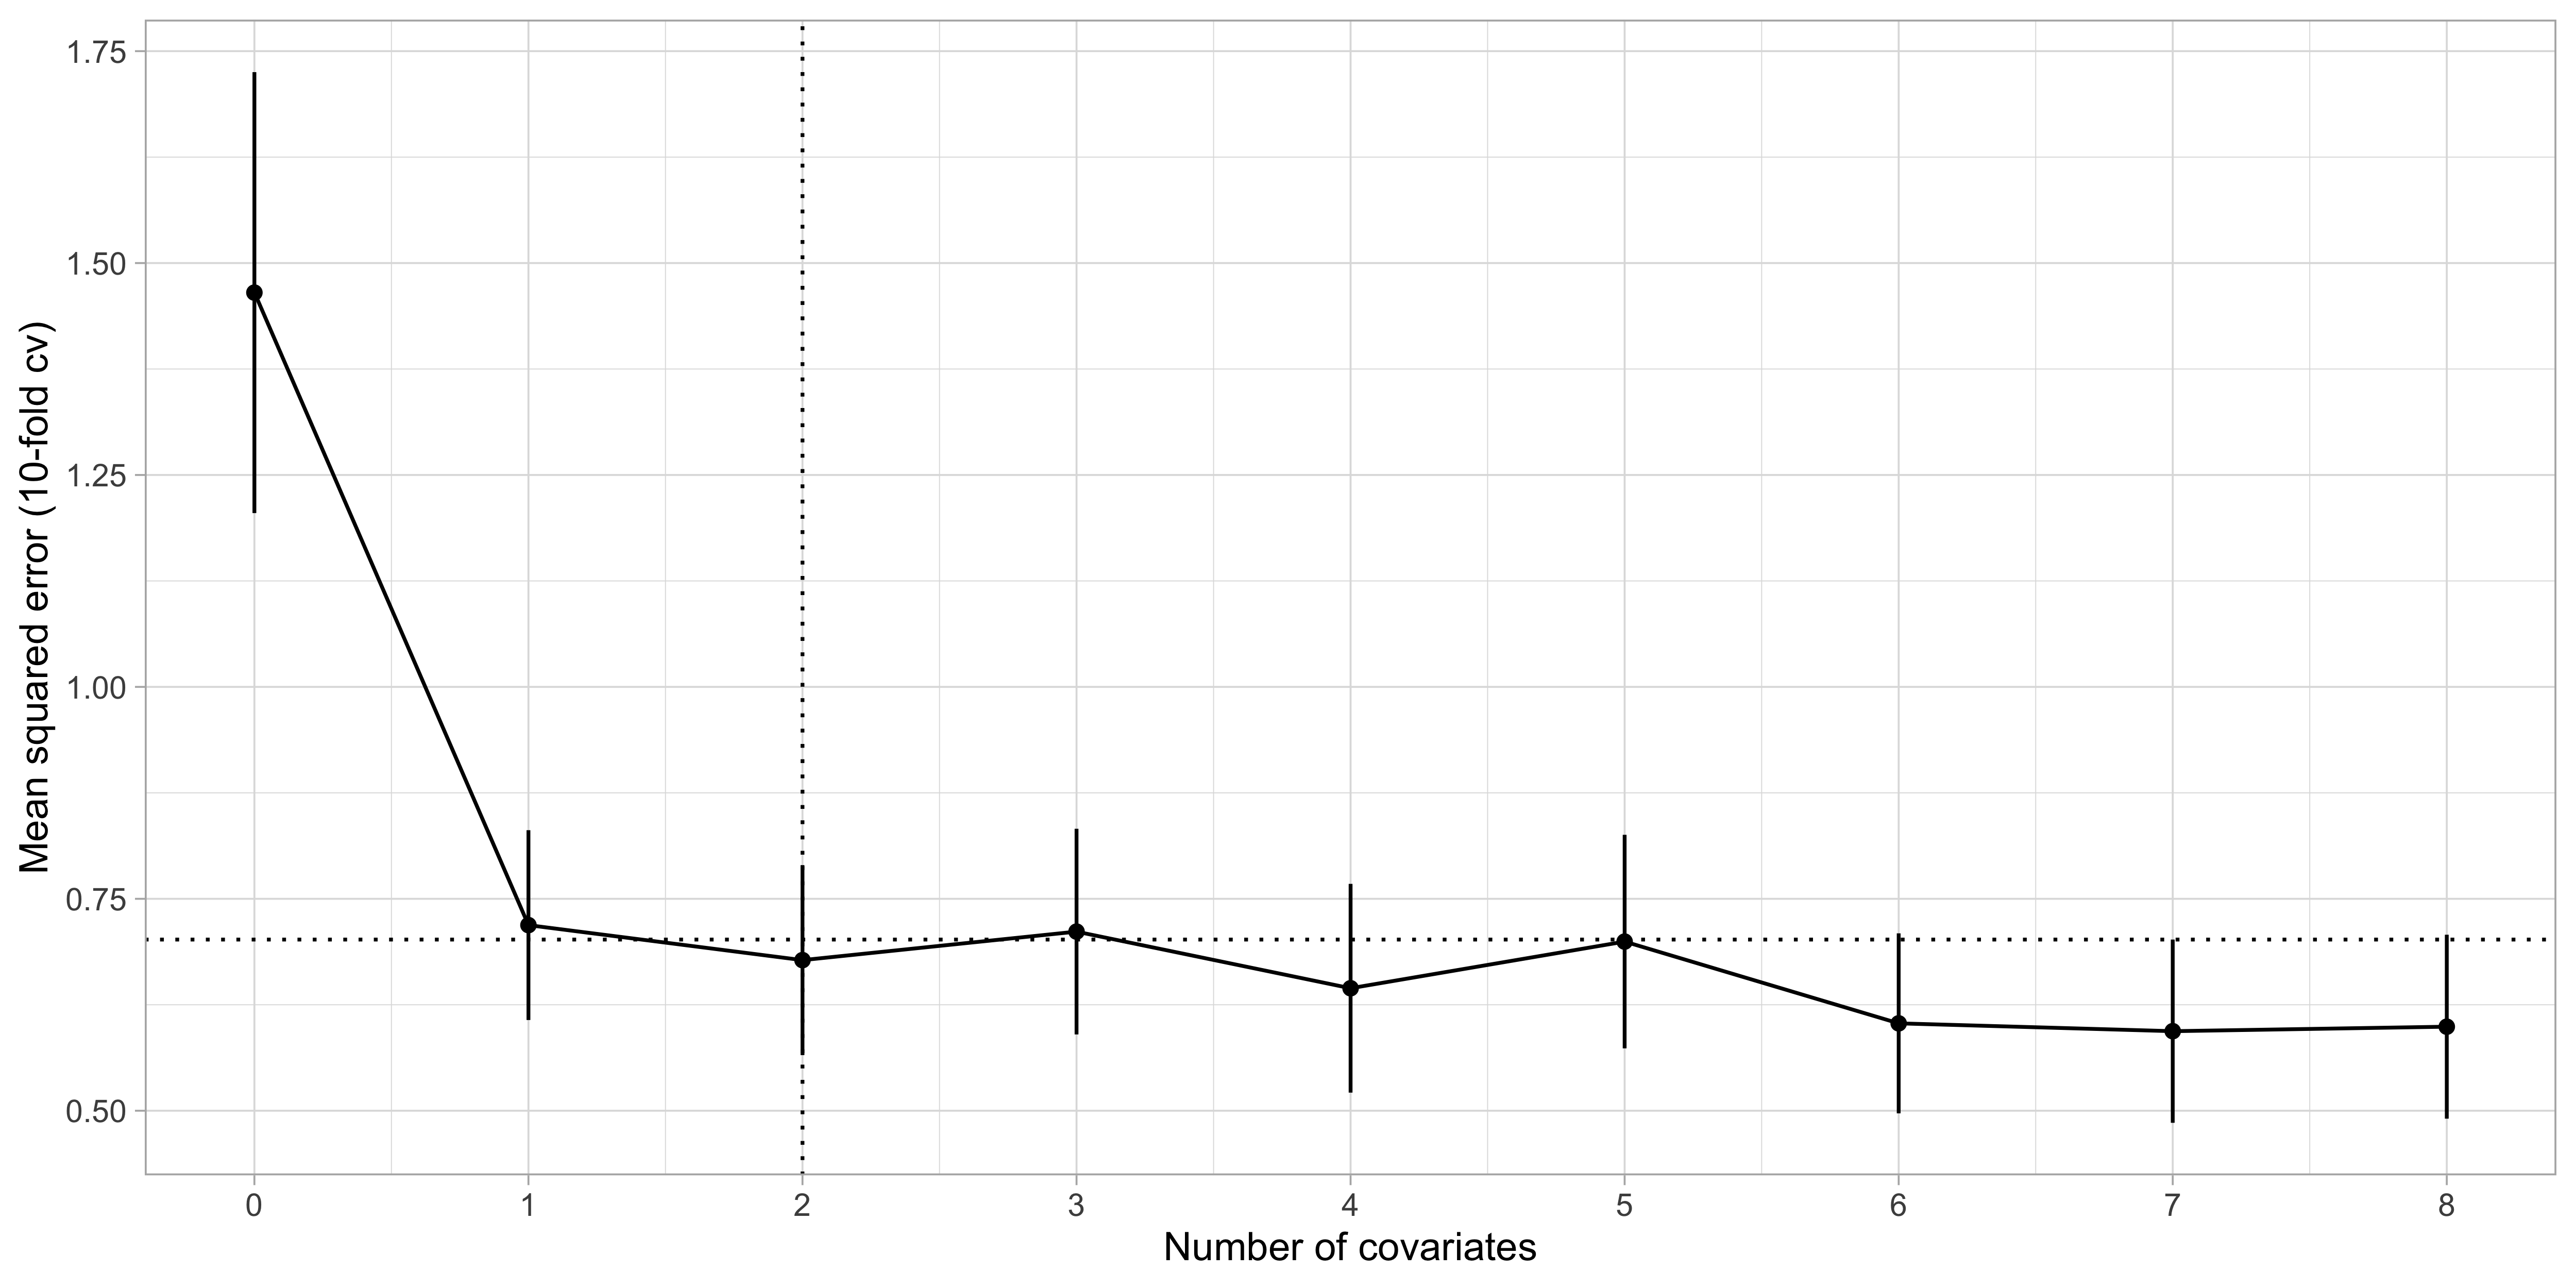 Mean squared error (10-fold cv)
1.75
1.50
1.25
1.00
0.75
0.50
0 1 2 3 4 5 6 7 8
Number of covariates